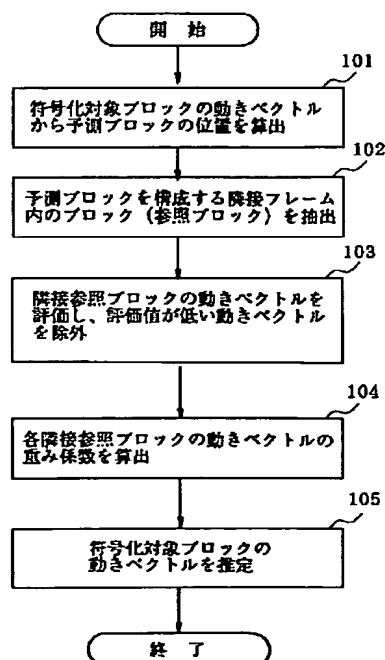 開 始
101
符号化対象ブロックの動きベクトル
から予測ブロックの位置を算出
102
予測ブロックを構成する隣接フレーム
内のブロック（参照ブロック）を抽出
103
隣接参照ブロックの動きベクトルを
評価し、評価値が低い動きベクトル
を除外
104
各隣接参照ブロックの動きベクトルの
重み係数を算出
105
符号化対象ブロックの
動きベクトルを推定
終 了